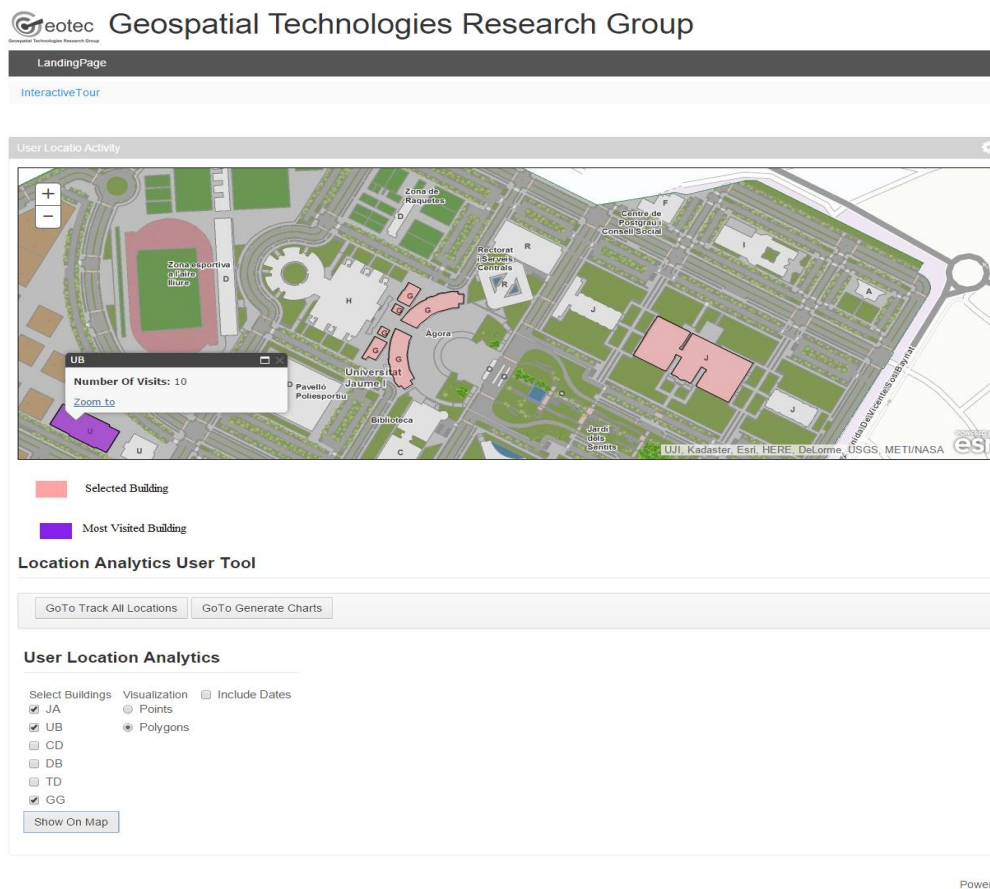 Geotec Geospatial Technologies Research Group
Geospatial Technologies Research Group
LandingPage
InteractiveTour
User Locatio Activity
+
−
Zona de
Raquetes
D
F
Centre de
Postgrau i
Consell Social
Rectorat
i Serveis
Centrals
R
R
I
Zona esportiva
a l'aire
lliure
D
A
H
G
G
G
G
G
Àgora
J
J
J
UB
Number Of Visits: 10
Zoom to
Universitat
Jaume I
D Pavelló
Poliesportiu
O
O
O
Biblioteca
C
U
U
Jardí
dels
Sentits
nidaDelVicenteSosBaynat
UJI, Kadaster, Esri, HERE, DeLorme, USGS, METI/NASA
POWERED
esri
Selected Building
Most Visited Building
Location Analytics User Tool
GoTo Track All Locations GoTo Generate Charts
User Location Analytics
Select Buildings Visualization Include Dates
JA Points
UB Polygons
CD
DB
TD
GG
Show On Map
Power